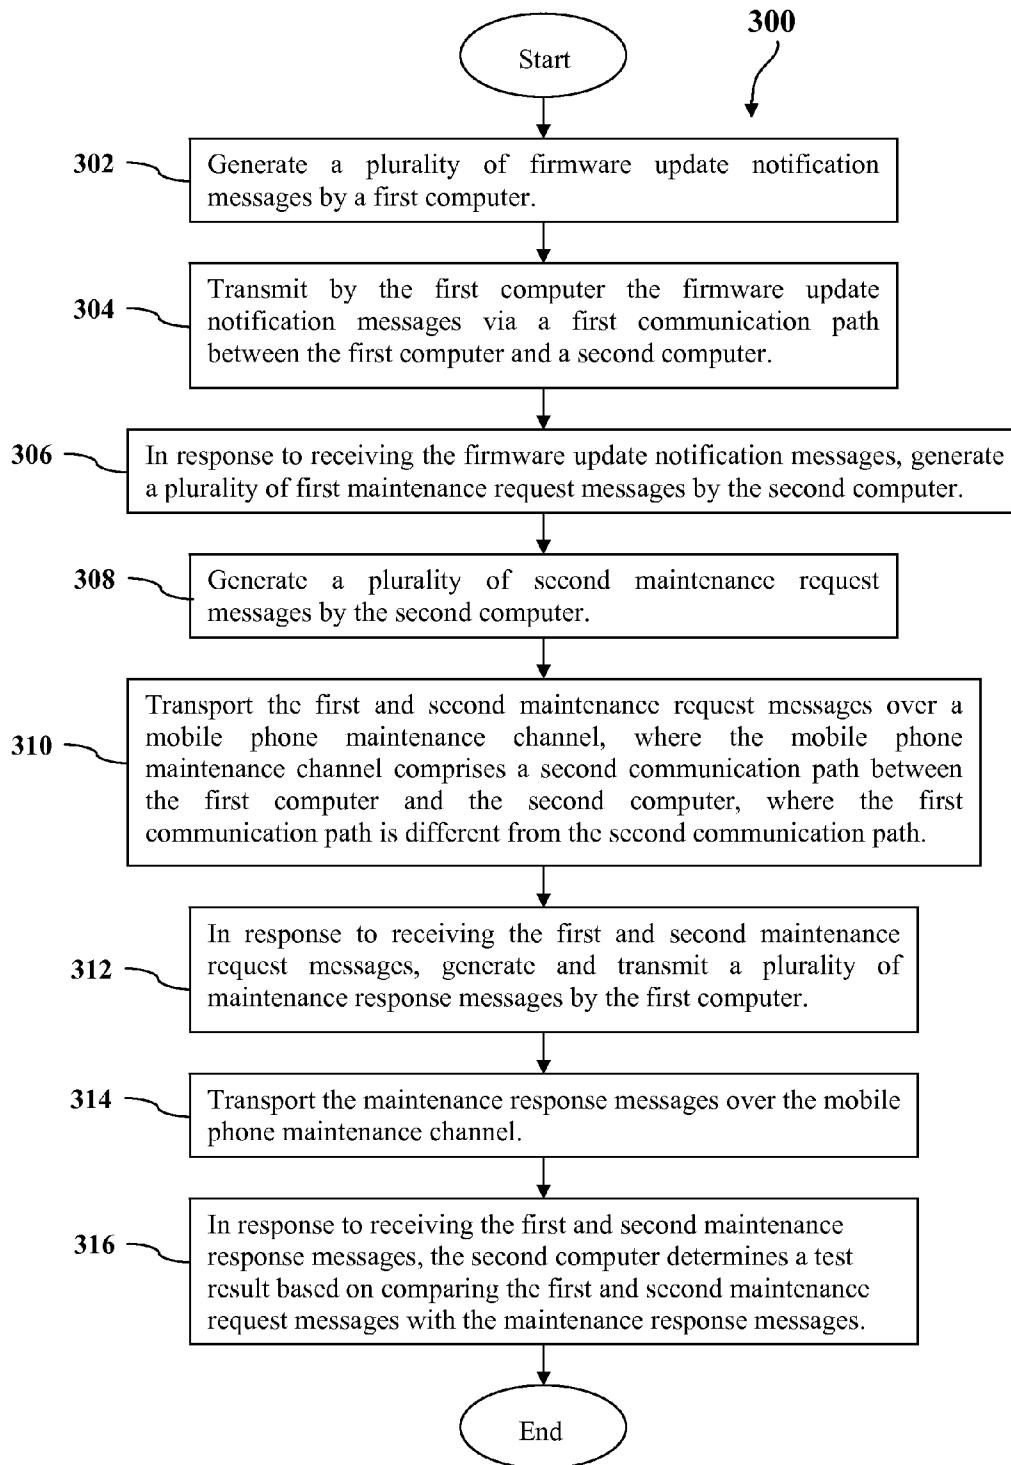 300
Start
302
Generate a plurality of firmware update notification
messages by a first computer.
304
Transmit by the first computer the firmware update
notification messages via a first communication path
between the first computer and a second computer.
306
In response to receiving the firmware update notification messages, generate
a plurality of first maintenance request messages by the second computer.
308
Generate a plurality of second maintenance request
messages by the second computer.
310
Transport the first and second maintenance request messages over a
mobile phone maintenance channel, where the mobile phone
maintenance channel comprises a second communication path between
the first computer and the second computer, where the first
communication path is different from the second communication path.
312
In response to receiving the first and second maintenance
request messages, generate and transmit a plurality of
maintenance response messages by the first computer.
314
Transport the maintenance response messages over the mobile
phone maintenance channel.
316
In response to receiving the first and second maintenance
response messages, the second computer determines a test
result based on comparing the first and second maintenance
request messages with the maintenance response messages.
End